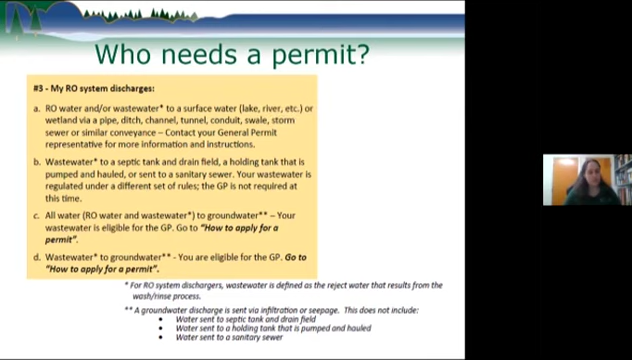 Who needs a permit?
#3 - My RO system discharges:
a. RO water and/or wastewater* to a surface water (lake, river, etc.) or
wetland via a pipe, ditch, channel, tunnel, conduit, swale, storm
sewer or similar conveyance – Contact your General Permit
representative for more information and instructions.
b. Wastewater* to a septic tank and drain field, a holding tank that is
pumped and hauled, or sent to a sanitary sewer. Your wastewater is
regulated under a different set of rules; the GP is not required at
this time.
c. All water (RO water and wastewater*) to groundwater** – Your
wastewater is eligible for the GP. Go to "How to apply for a
permit".
d. Wastewater* to groundwater** - You are eligible for the GP. Go to
"How to apply for a permit".
* For RO system dischargers, wastewater is defined as the reject water that results from the
wash/rinse process.
** A groundwater discharge is sent via infiltration or seepage. This does not include:
• Water sent to septic tank and drain field
• Water sent to a holding tank that is pumped and hauled
• Water sent to a sanitary sewer